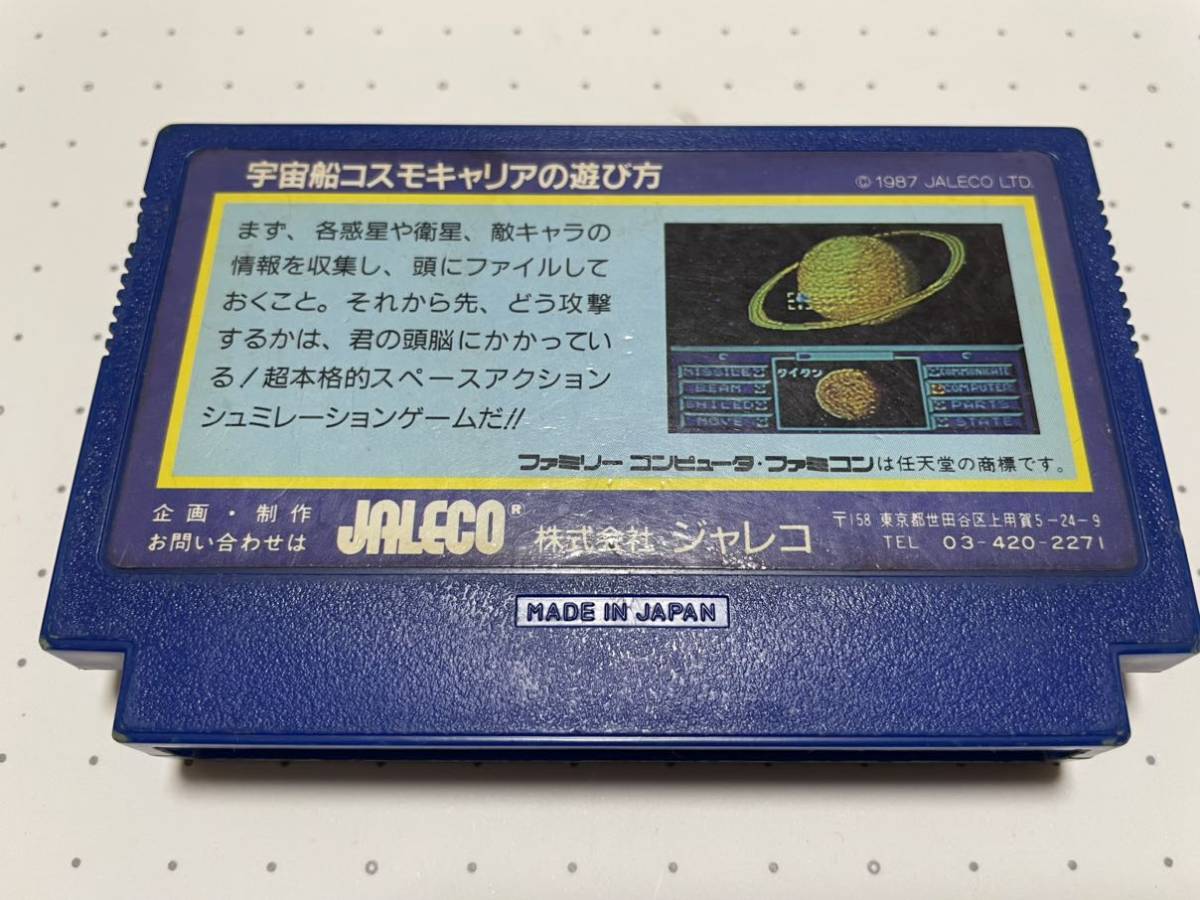 宇宙船コスモキャリアの遊び方
© 1987 JALECO LTD.
まず、各惑星や衛星、敵キャラの
情報を収集し、頭にファイルして
おくこと。それから先、どう攻撃
するかは、君の頭脳にかかってい
る!超本格的スペースアクション
シュミレーションゲームだ!!
MISSILE
BEAM
SHILED
MOVE
タイタン
COMMUNICATE
COMPUTER
PARTS
STATE
ファミリーコンピュータ・ファミコンは任天堂の商標です。
企画・制作
お問い合わせは
JALECO®
株式会社 ジャレコ
〒158 東京都世田谷区上用賀5-24-9
TEL 03-420-2271
MADE IN JAPAN